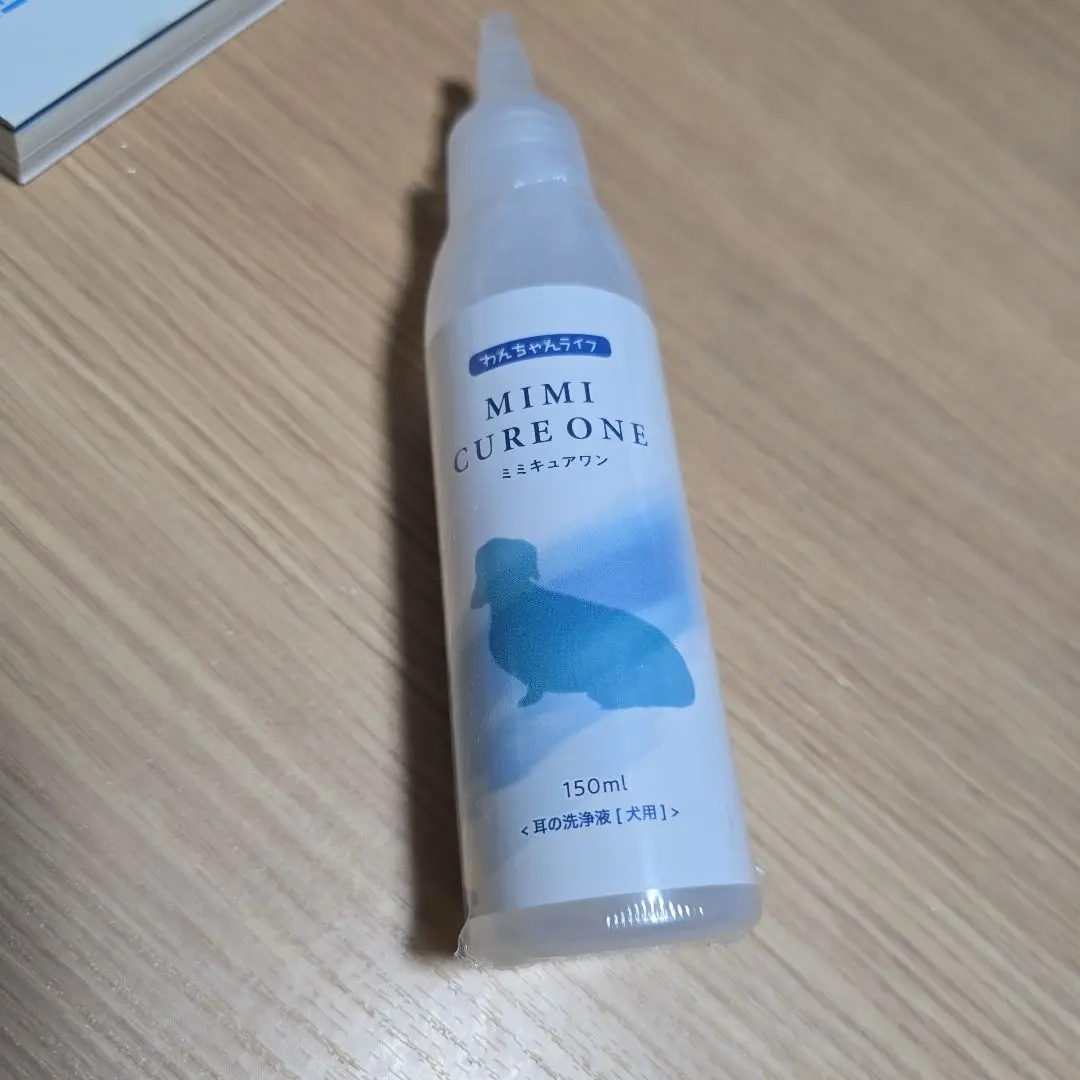 わんちゃんライフ
MIMI
CURE ONE
ミミキュアワン
150ml
<耳の洗浄液[犬用]>